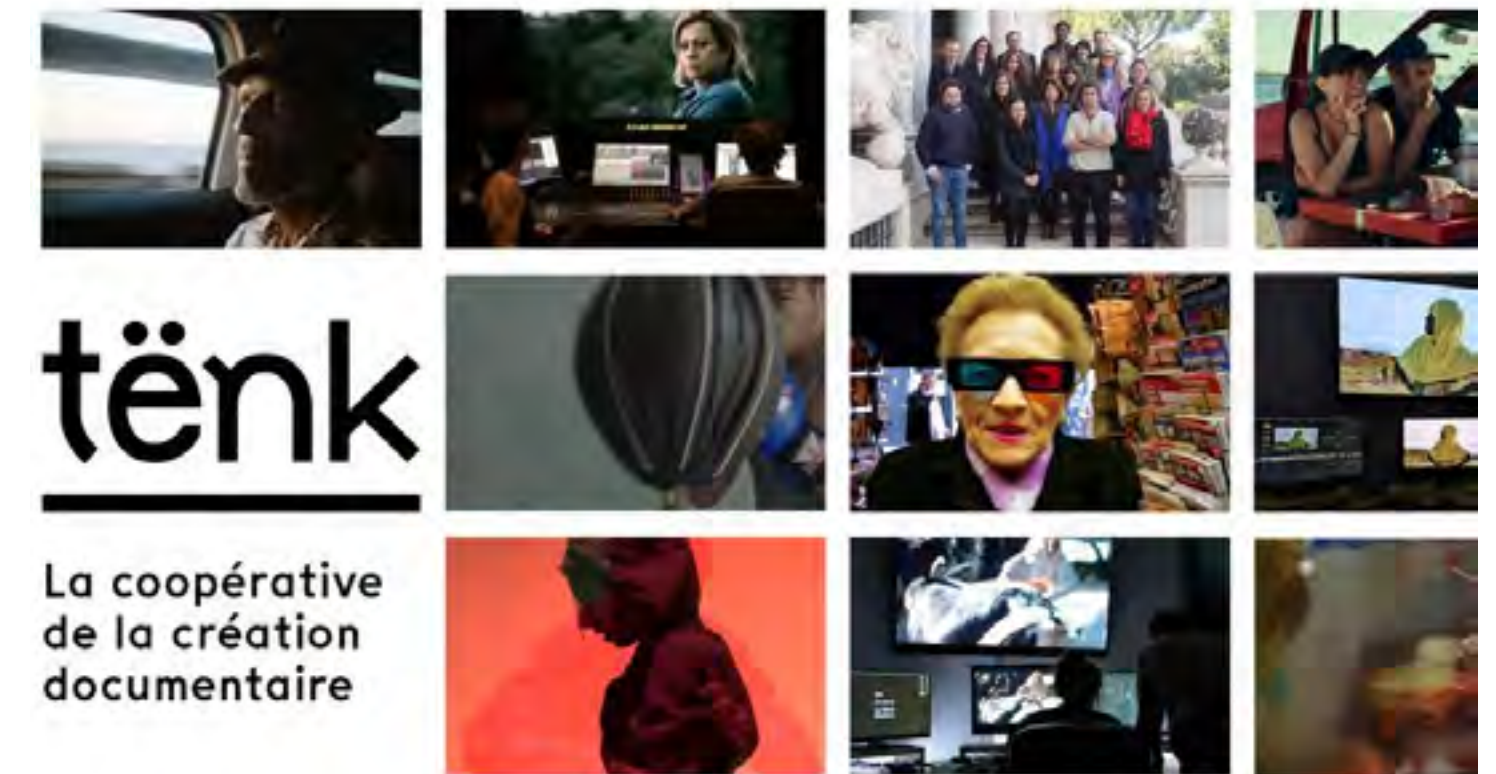 tënk
La coopérative
de la création
documentaire